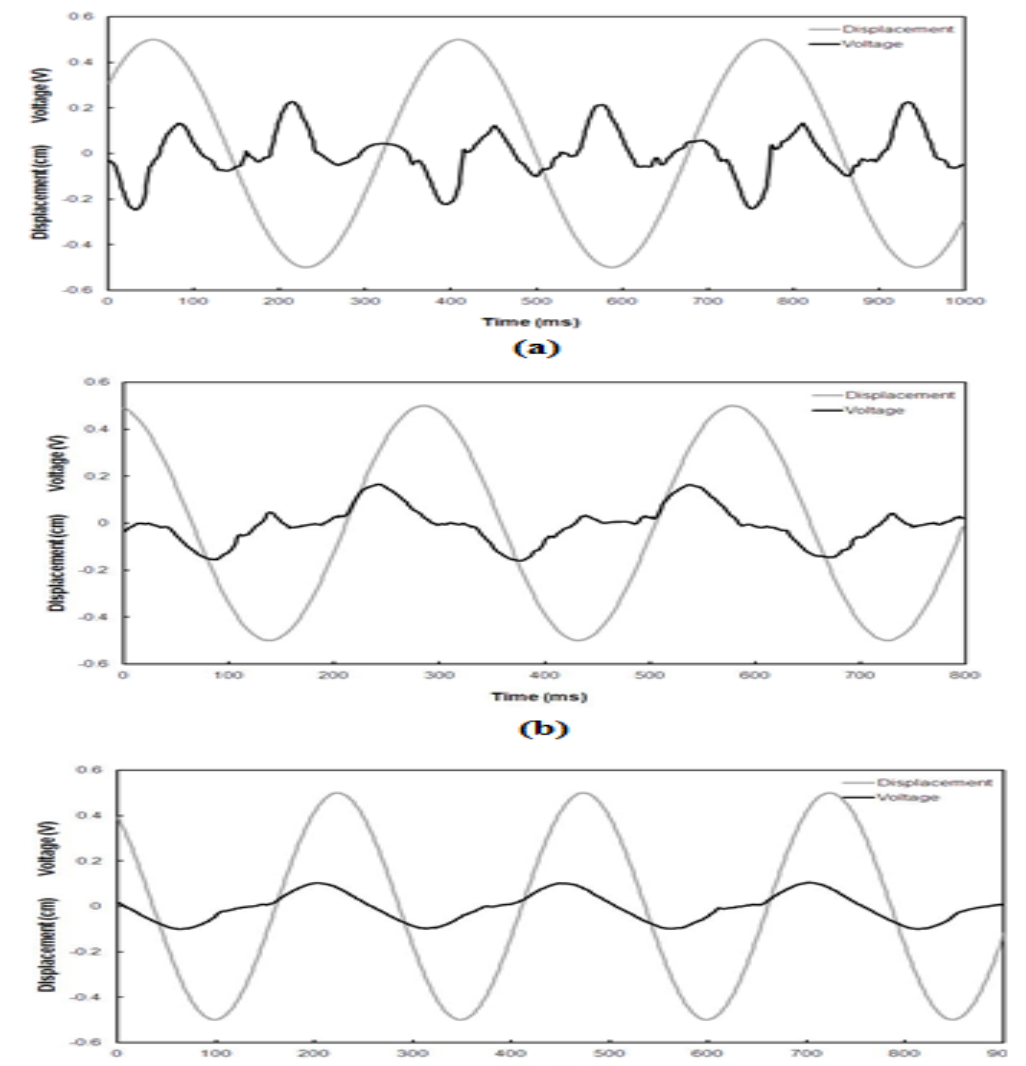 0.6
Displacement
Voltage
0.4
0.2
0
-0.2
-0.4
-0.6
Displacement(cm) Voltage(V)
0 100 200 300 400 500 600 700 800 900 1000
Time (ms)
(a)
0.6
Displacement
Voltage
0.4
0.2
0
-0.2
-0.4
-0.6
Displacement(cm) Voltage(V)
0 100 200 300 400 500 600 700 800
Time (ms)
(b)
0.6
Displacement
Voltage
0.4
0.2
0
-0.2
-0.4
-0.6
Displacement(cm) Voltage(V)
0 100 200 300 400 500 600 700 800 90